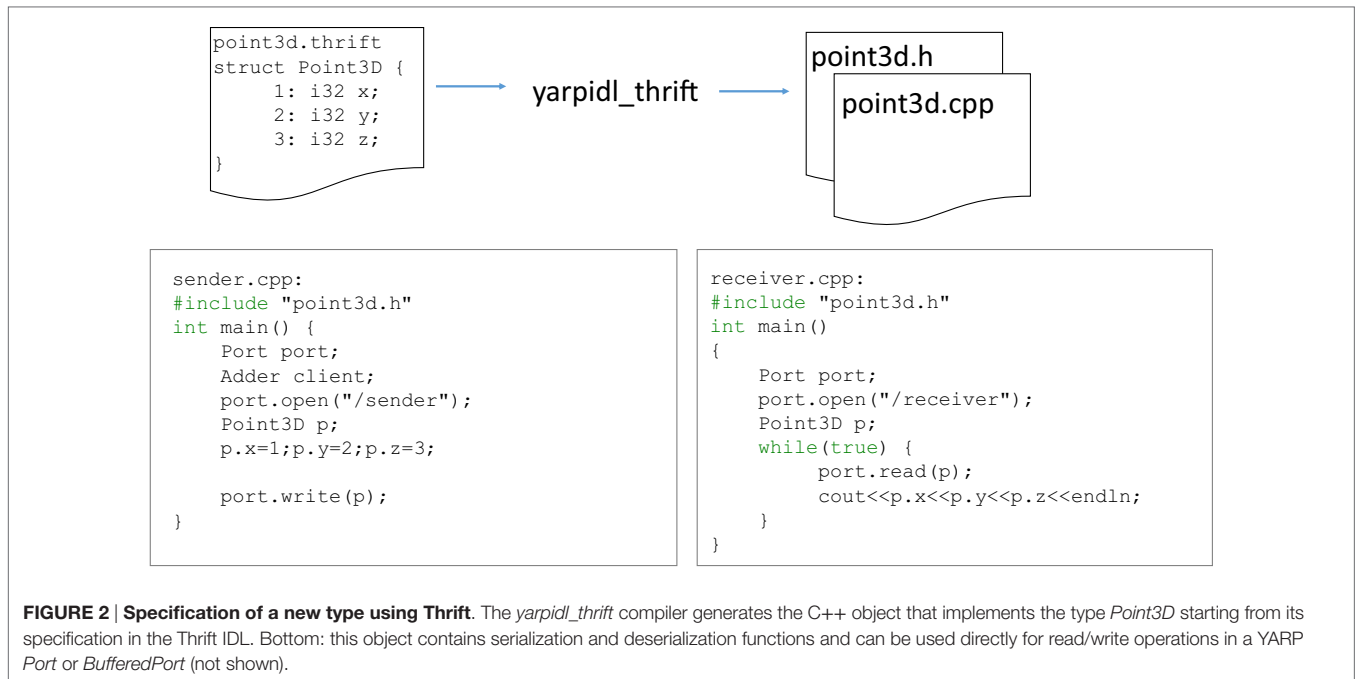 point3d.thrift
struct Point3D {
1: i32 x;
2: i32 y;
3: i32 z;
}
yarpidl_thrift
point3d.h
point3d.cpp
sender.cpp:
#include "point3d.h"
int main() {
Port port;
Adder client;
port.open("/sender");
Point3D p;
p.x=1;p.y=2;p.z=3;
port.write(p);
}
receiver.cpp:
#include "point3d.h"
int main()
{
Port port;
port.open("/receiver");
Point3D p;
while(true) {
port.read(p);
cout<<p.x<<p.y<<p.z<<endln;
}
}
FIGURE 2 | Specification of a new type using Thrift. The yarpidl_thrift compiler generates the C++ object that implements the type Point3D starting from its
specification in the Thrift IDL. Bottom: this object contains serialization and deserialization functions and can be used directly for read/write operations in a YARP
Port or BufferedPort (not shown).